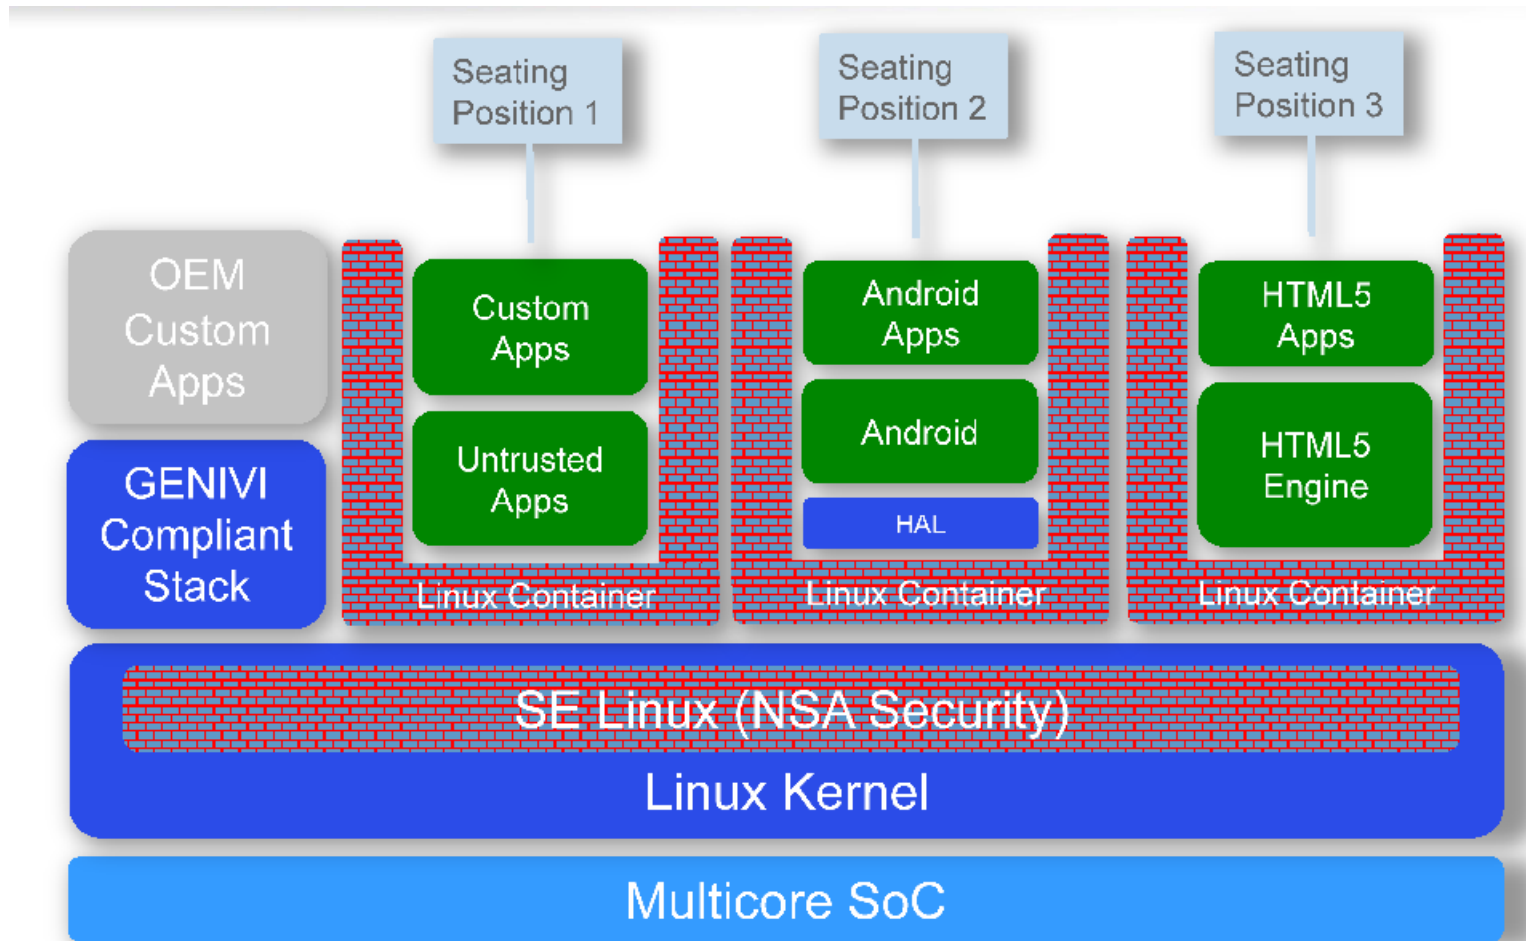 Seating
Position 1
Seating
Position 2
Seating
Position 3
OEM
Custom
Apps
GENIVI
Compliant
Stack
Custom
Apps
Untrusted
Apps
Linux Container
Android
Apps
Android
HAL
Linux Container
HTML5
Apps
HTML5
Engine
Linux Container
SE Linux (NSA Security)
Linux Kernel
Multicore SoC